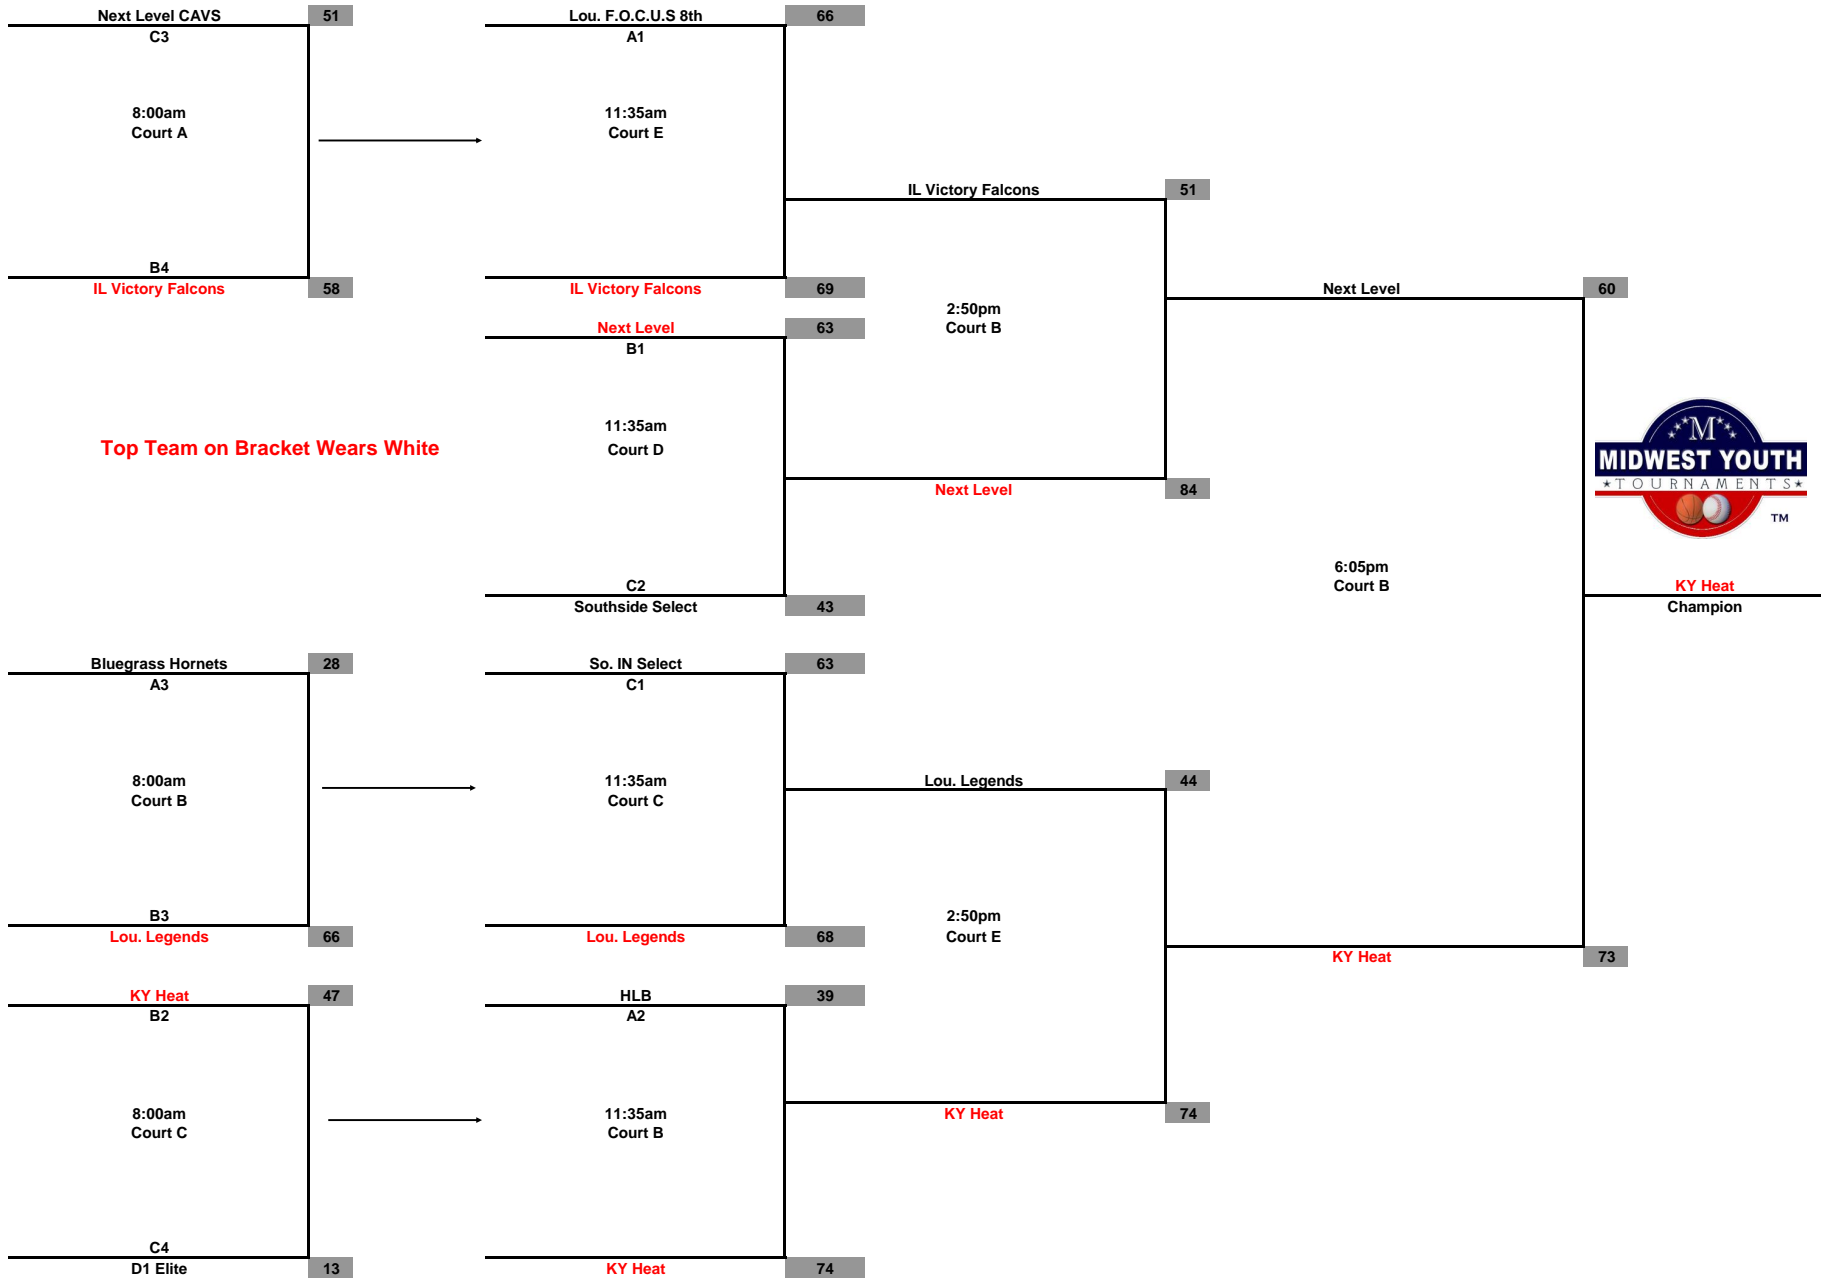 Next Level CAVS 51
C3
8:00am
Court A
B4
IL Victory Falcons 58
Lou. F.O.C.U.S 8th 66
A1
11:35am
Court E
IL Victory Falcons 69
Next Level 63
B1
11:35am
Court D
C2
Southside Select 43
Top Team on Bracket Wears White
Bluegrass Hornets 28
A3
8:00am
Court B
B3
Lou. Legends 66
So. IN Select 63
C1
11:35am
Court C
Lou. Legends 68
KY Heat 47
B2
8:00am
Court C
C4
D1 Elite 13
HLB 39
A2
11:35am
Court B
KY Heat 74
IL Victory Falcons 51
2:50pm
Court B
Next Level 84
Lou. Legends 44
2:50pm
Court E
KY Heat 74
Next Level 60
6:05pm
Court B
KY Heat 73
M
MIDWEST YOUTH
TOURNAMENTS
TM
KY Heat
Champion